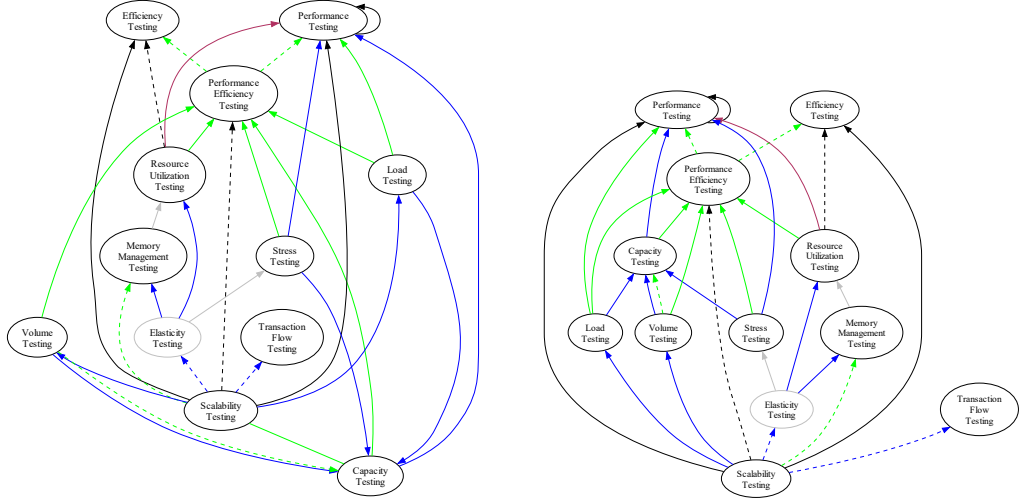 Efficiency
Testing
Performance
Testing
Performance
Efficiency
Testing
Resource
Utilization
Testing
Load
Testing
Memory
Management
Testing
Stress
Testing
Volume
Testing
Elasticity
Testing
Transaction
Flow
Testing
Scalability
Testing
Capacity
Testing
Performance
Testing
Efficiency
Testing
Performance
Efficiency
Testing
Capacity
Testing
Resource
Utilization
Testing
Load
Testing
Volume
Testing
Stress
Testing
Memory
Management
Testing
Elasticity
Testing
Transaction
Flow
Testing
Scalability
Testing